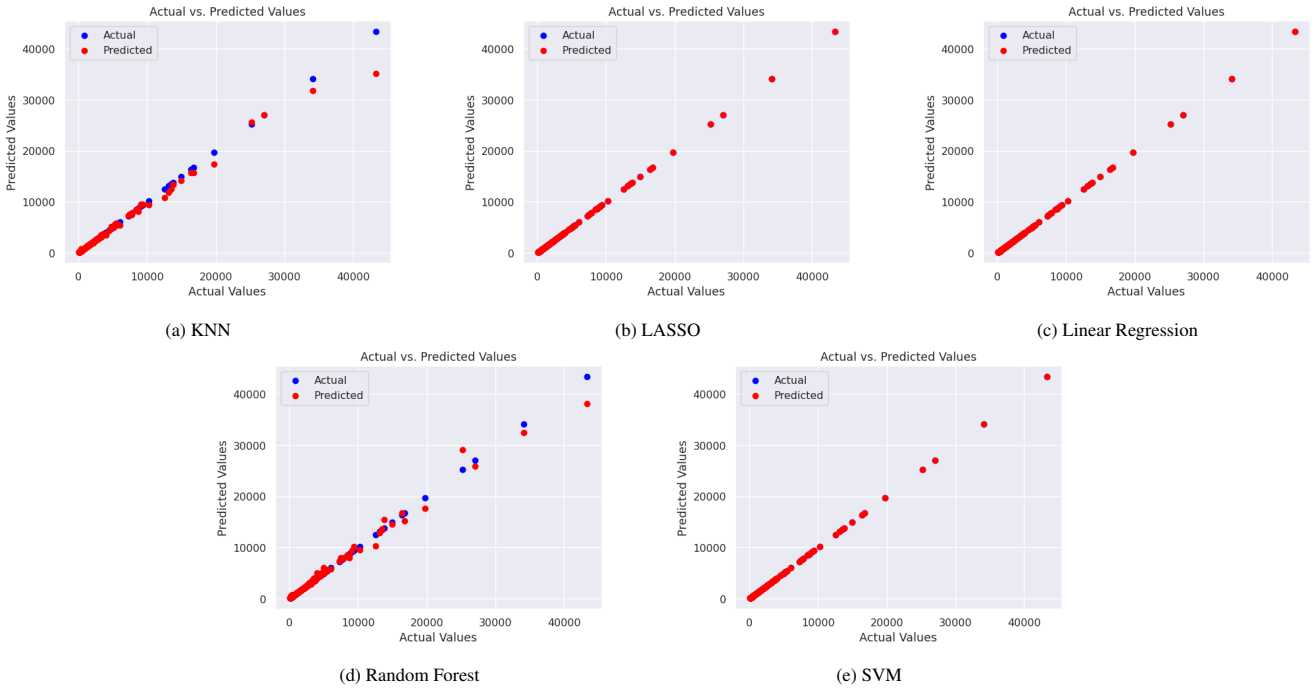 Actual vs. Predicted Values
Actual
Predicted
Predicted Values
40000
30000
20000
10000
0
0 10000 20000 30000 40000
Actual Values
(a) KNN
Actual vs. Predicted Values
Actual
Predicted
Predicted Values
40000
30000
20000
10000
0
0 10000 20000 30000 40000
Actual Values
(b) LASSO
Actual vs. Predicted Values
Actual
Predicted
Predicted Values
40000
30000
20000
10000
0
0 10000 20000 30000 40000
Actual Values
(c) Linear Regression
Actual vs. Predicted Values
Actual
Predicted
Predicted Values
40000
30000
20000
10000
0
0 10000 20000 30000 40000
Actual Values
(d) Random Forest
Actual vs. Predicted Values
Actual
Predicted
Predicted Values
40000
30000
20000
10000
0
0 10000 20000 30000 40000
Actual Values
(e) SVM